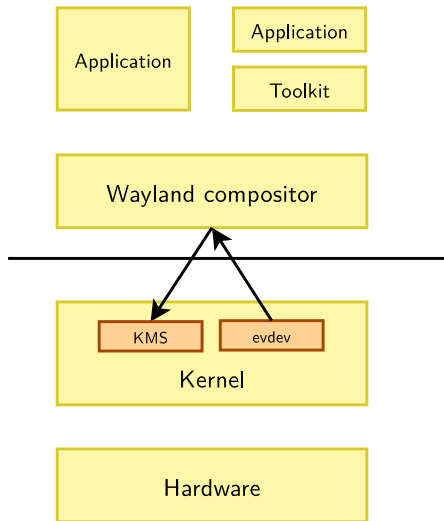 Application
Application
Toolkit
Wayland compositor
KMS
evdev
Kernel
Hardware